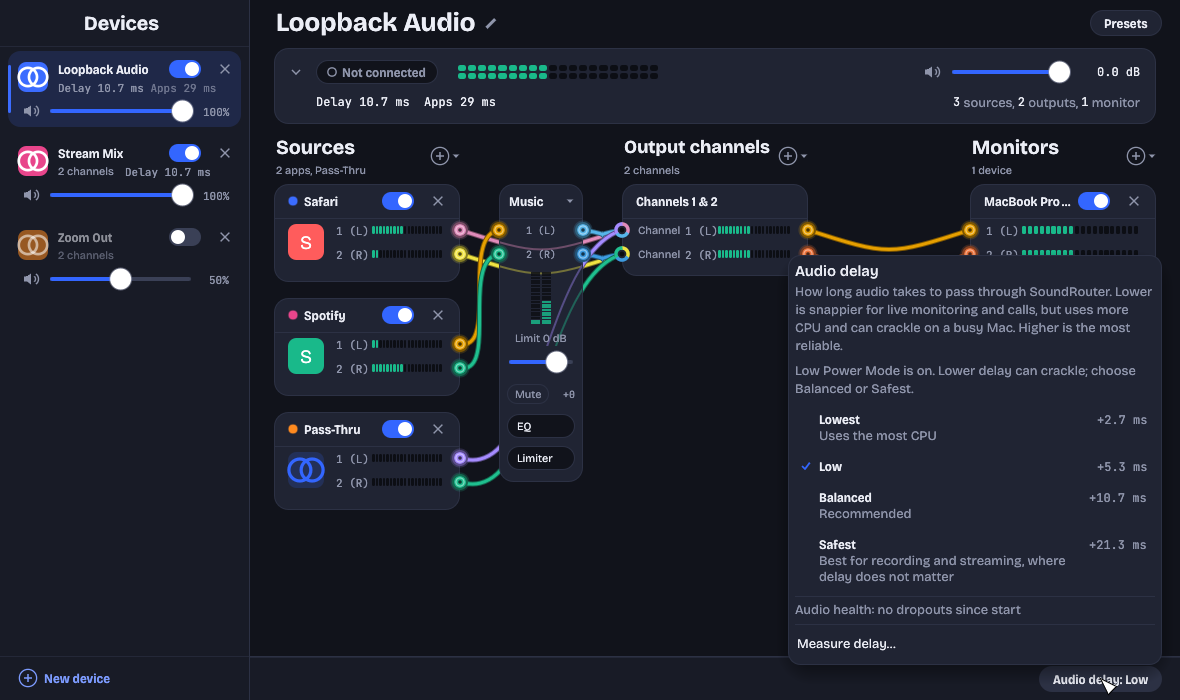 Devices
Loopback Audio
Delay 10.7 ms Apps 29 ms
100%
Stream Mix
2 channels Delay 10.7 ms
100%
Zoom Out
2 channels
50%
New device
Loopback Audio
Presets
Not connected
0.0 dB
Delay 10.7 ms Apps 29 ms
3 sources, 2 outputs, 1 monitor
Sources
2 apps, Pass-Thru
Safari
S
1 (L)
2 (R)
Spotify
S
1 (L)
2 (R)
Pass-Thru
1 (L)
2 (R)
Music
1 (L)
2 (R)
Limit 0 dB
Mute +0
EQ
Limiter
Output channels
2 channels
Channels 1 & 2
Channel 1 (L)
Channel 2 (R)
Monitors
1 device
MacBook Pro ...
1 (L)
2 (R)
Audio delay
How long audio takes to pass through SoundRouter. Lower
is snappier for live monitoring and calls, but uses more
CPU and can crackle on a busy Mac. Higher is the most
reliable.
Low Power Mode is on. Lower delay can crackle; choose
Balanced or Safest.
Lowest +2.7 ms
Uses the most CPU
Low +5.3 ms
Balanced +10.7 ms
Recommended
Safest +21.3 ms
Best for recording and streaming, where
delay does not matter
Audio health: no dropouts since start
Measure delay...
Audio delay: Low